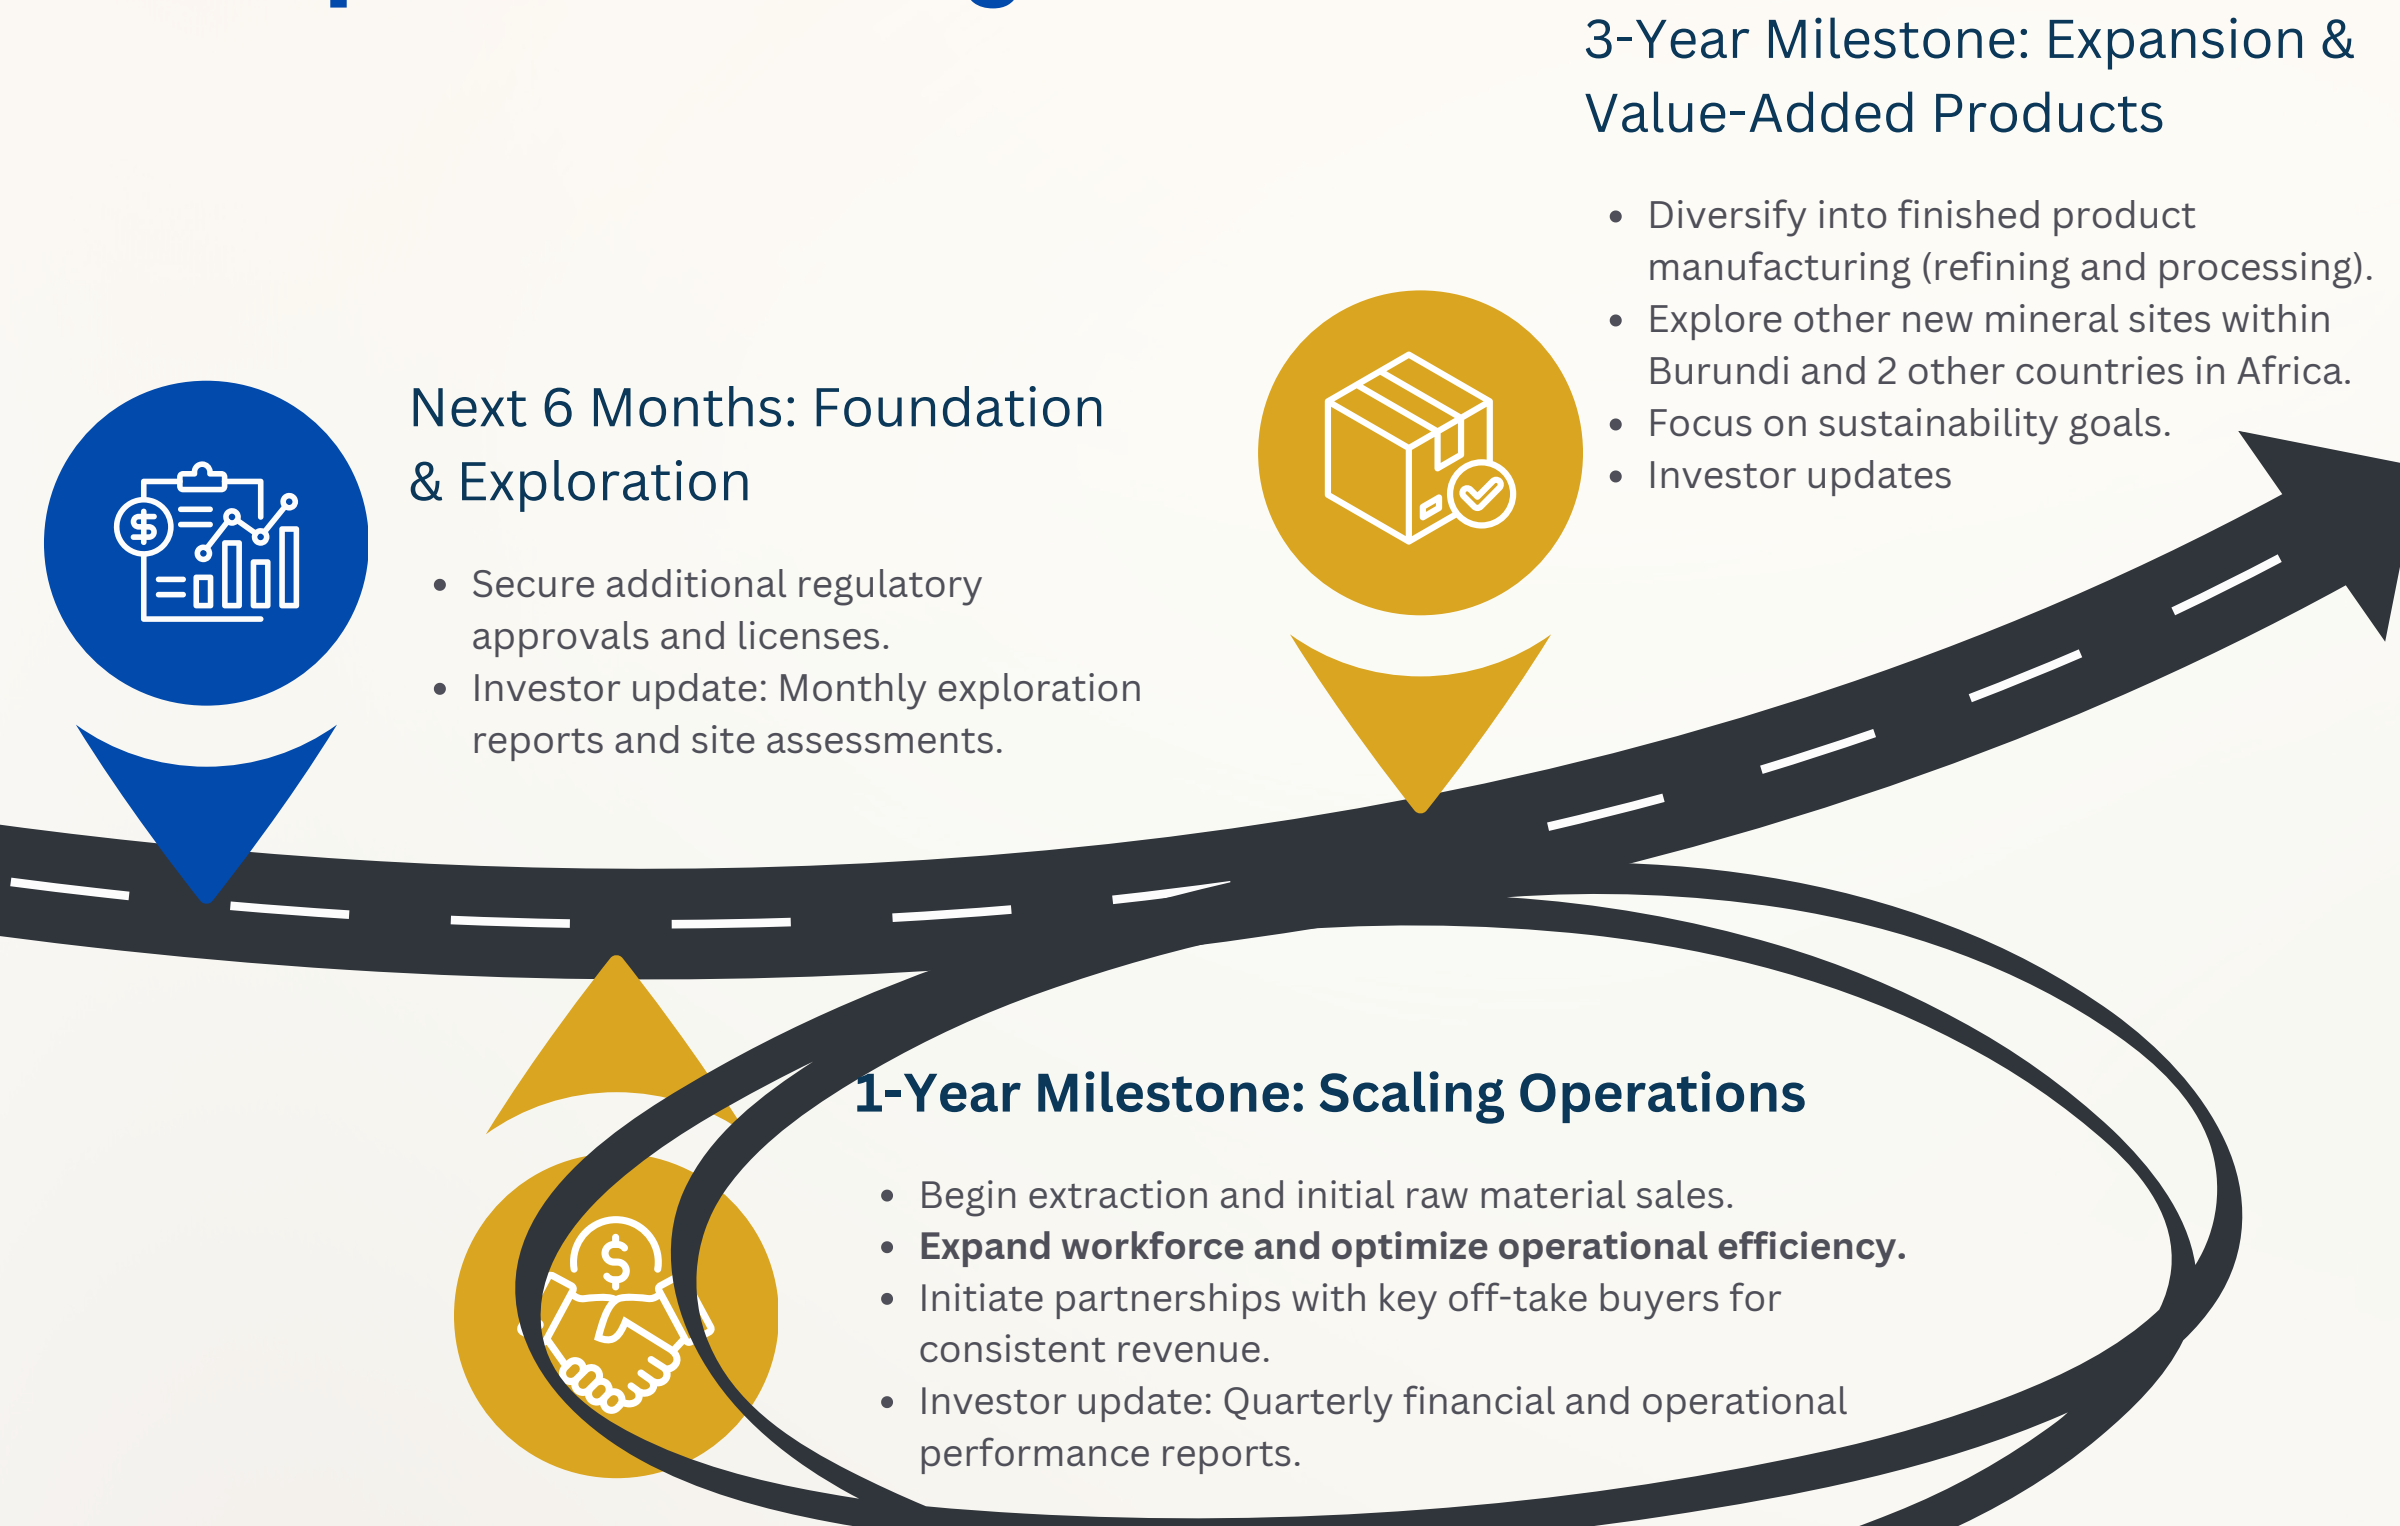 Next 6 Months: Foundation
& Exploration
• Secure additional regulatory
approvals and licenses.
• Investor update: Monthly exploration
reports and site assessments.
3-Year Milestone: Expansion &
Value-Added Products
• Diversify into finished product
manufacturing (refining and processing).
• Explore other new mineral sites within
Burundi and 2 other countries in Africa.
• Focus on sustainability goals.
• Investor updates
1-Year Milestone: Scaling Operations
• Begin extraction and initial raw material sales.
• Expand workforce and optimize operational efficiency.
• Initiate partnerships with key off-take buyers for
consistent revenue.
• Investor update: Quarterly financial and operational
performance reports.